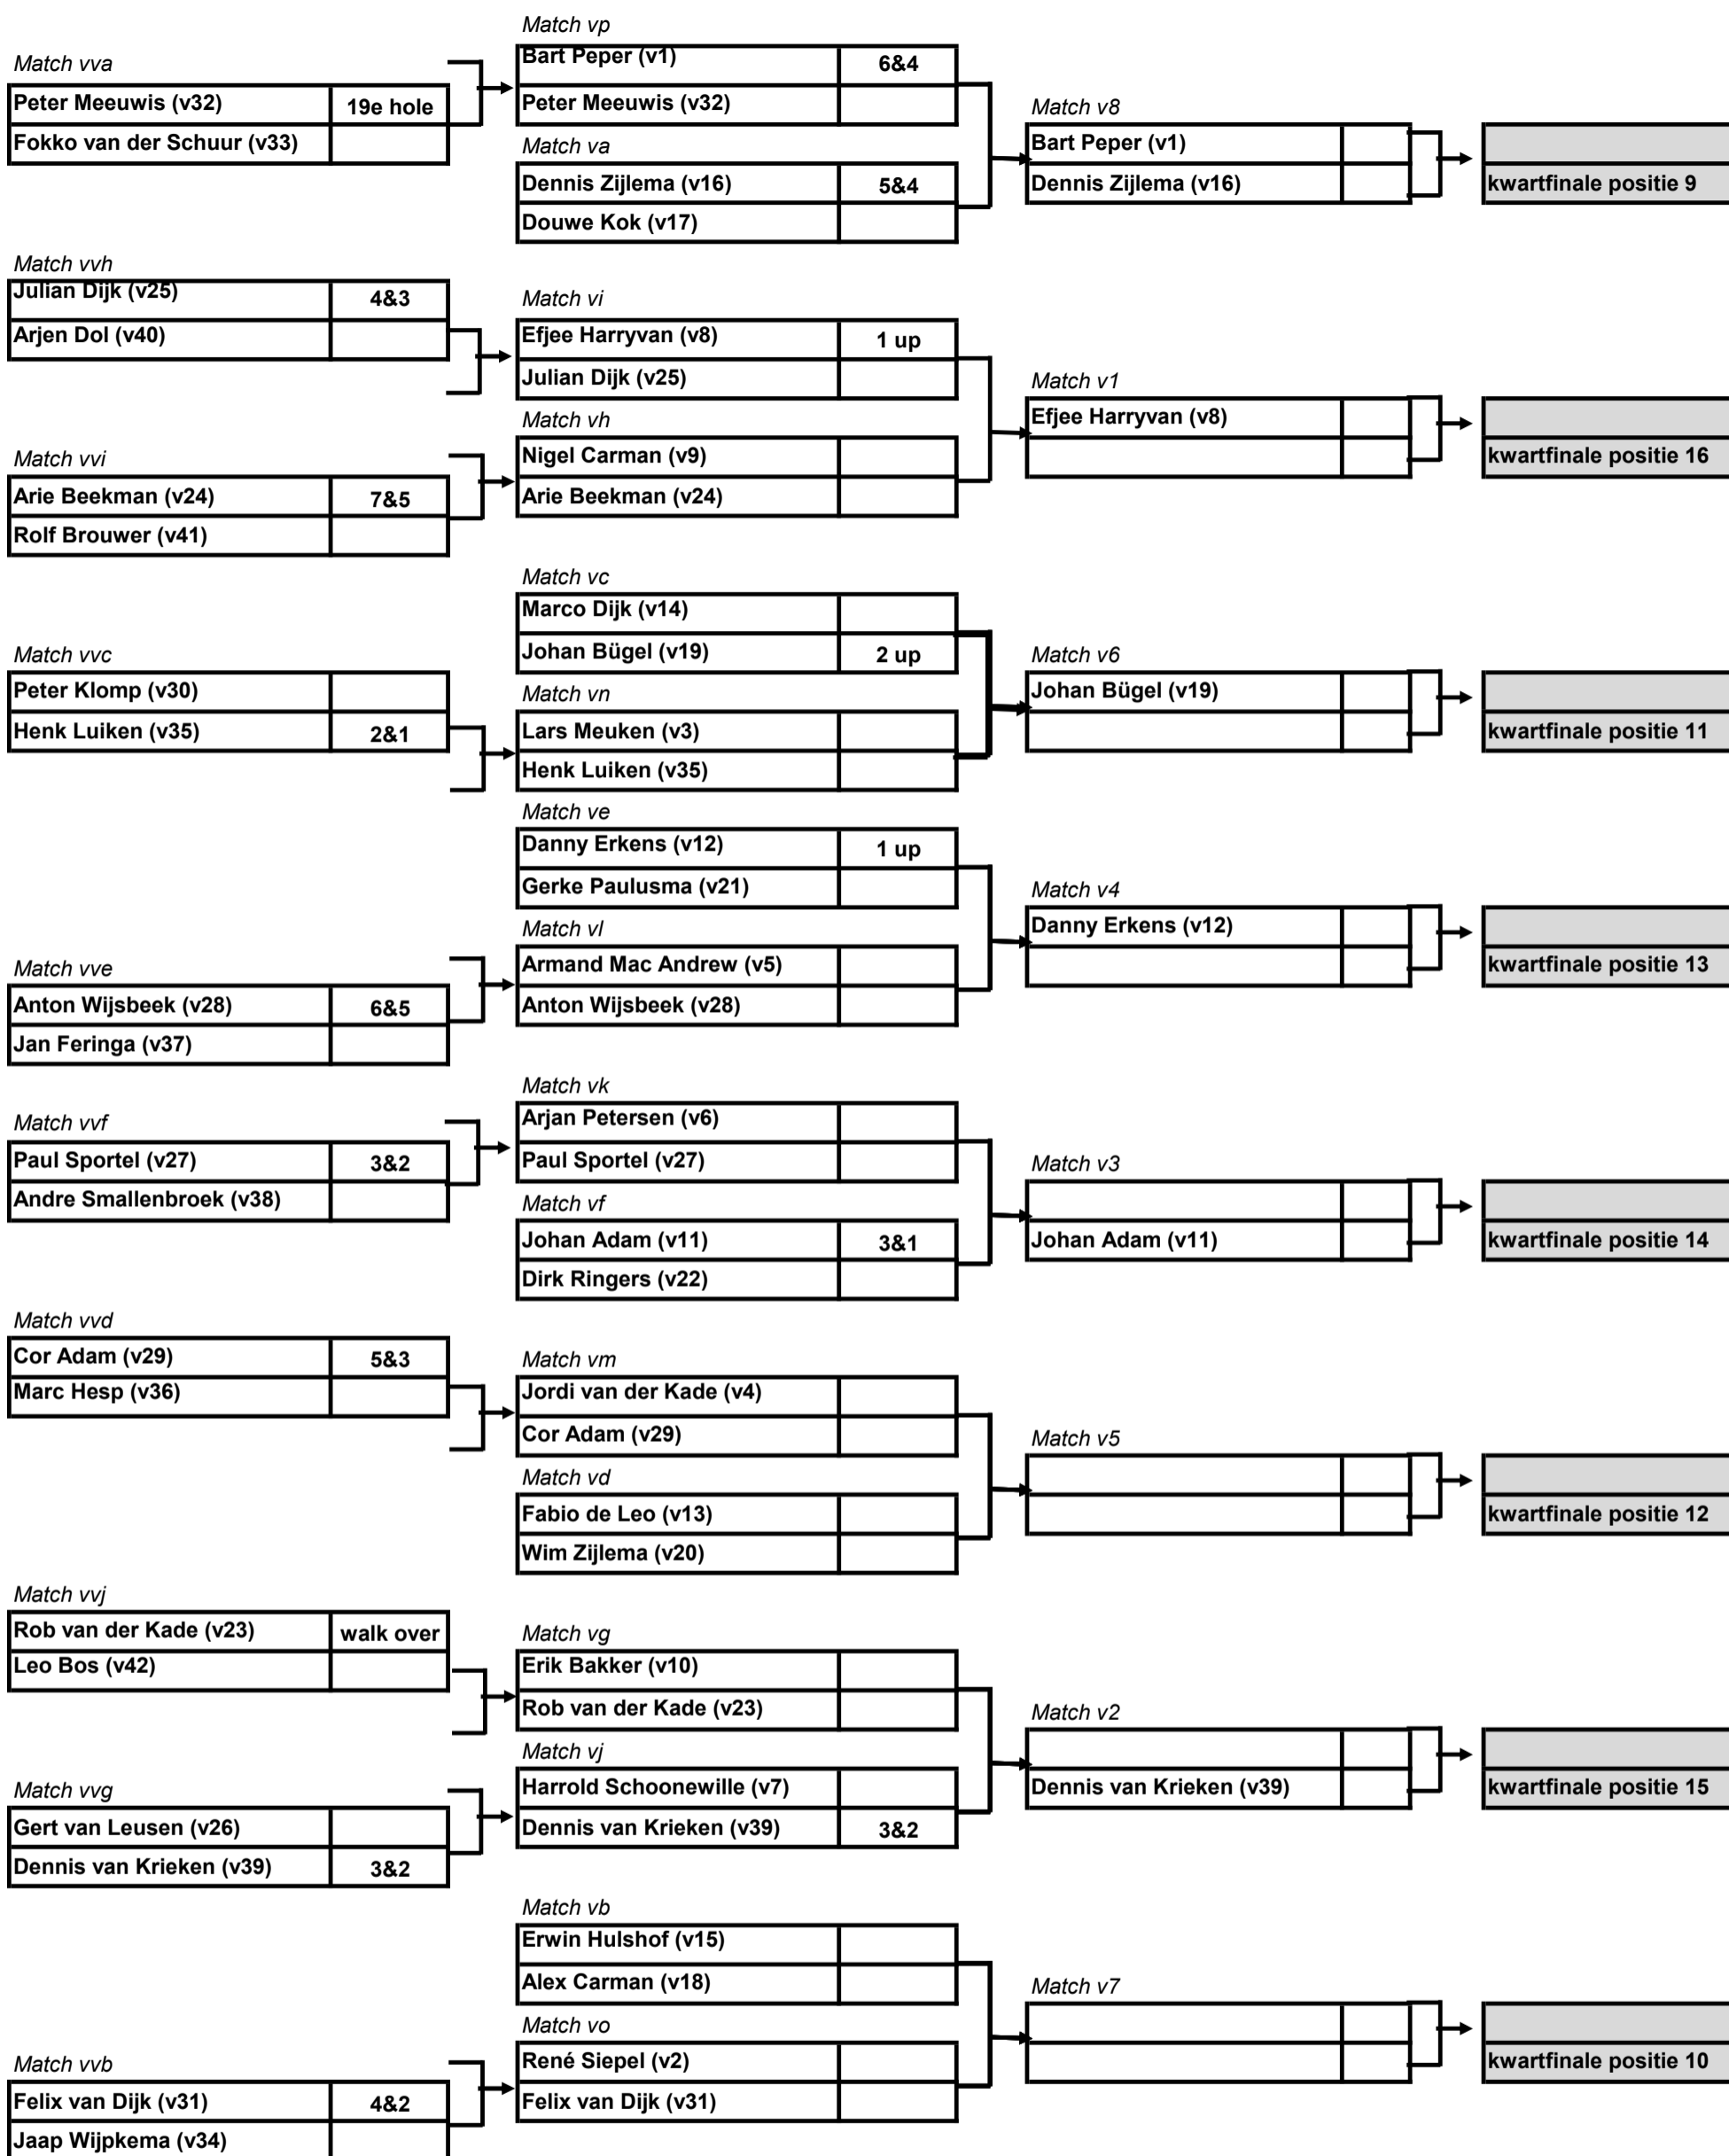 Match vp
Match vva
Bart Peper (v1) 6&4
Peter Meeuwis (v32) 19e hole
Peter Meeuwis (v32)
Match v8
Fokko van der Schuur (v33)
Match va
Bart Peper (v1)
Dennis Zijlema (v16) 5&4
Dennis Zijlema (v16)
kwartfinale positie 9
Douwe Kok (v17)
Match vvh
Julian Dijk (v25) 4&3
Match vi
Arjen Dol (v40)
Efjee Harryvan (v8) 1 up
Julian Dijk (v25)
Match v1
Match vh
Efjee Harryvan (v8)
Match vvi
Nigel Carman (v9)
kwartfinale positie 16
Arie Beekman (v24) 7&5
Arie Beekman (v24)
Rolf Brouwer (v41)
Match vc
Marco Dijk (v14)
Match vvc
Johan Bügel (v19) 2 up
Match v6
Peter Klomp (v30)
Match vn
Johan Bügel (v19)
Henk Luiken (v35) 2&1
Lars Meuken (v3)
kwartfinale positie 11
Henk Luiken (v35)
Match ve
Danny Erkens (v12) 1 up
Gerke Paulusma (v21)
Match v4
Match vl
Danny Erkens (v12)
Match vve
Armand Mac Andrew (v5)
kwartfinale positie 13
Anton Wijsbeek (v28) 6&5
Anton Wijsbeek (v28)
Jan Feringa (v37)
Match vk
Match vvf
Arjan Petersen (v6)
Paul Sportel (v27) 3&2
Paul Sportel (v27)
Match v3
Andre Smallenbroek (v38)
Match vf
Johan Adam (v11) 3&1
Johan Adam (v11)
kwartfinale positie 14
Dirk Ringers (v22)
Match vvd
Cor Adam (v29) 5&3
Match vm
Marc Hesp (v36)
Jordi van der Kade (v4)
Cor Adam (v29)
Match v5
Match vd
Fabio de Leo (v13)
kwartfinale positie 12
Wim Zijlema (v20)
Match vvj
Rob van der Kade (v23) walk over
Match vg
Leo Bos (v42)
Erik Bakker (v10)
Rob van der Kade (v23)
Match v2
Match vj
Match vvg
Harrold Schoonewille (v7)
Dennis van Krieken (v39)
kwartfinale positie 15
Gert van Leusen (v26)
Dennis van Krieken (v39) 3&2
Dennis van Krieken (v39) 3&2
Match vb
Erwin Hulshof (v15)
Alex Carman (v18)
Match v7
Match vo
Match vvb
René Siepel (v2)
kwartfinale positie 10
Felix van Dijk (v31) 4&2
Felix van Dijk (v31)
Jaap Wijpkema (v34)